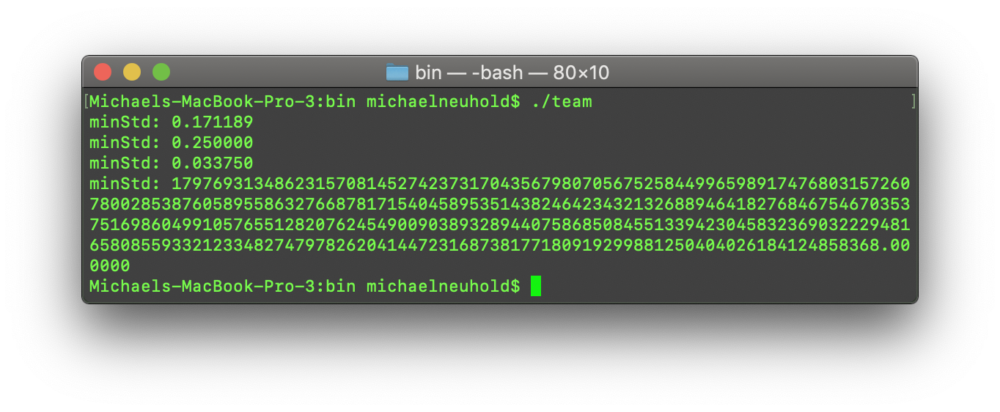 bin — -bash — 80×10
[Michaels-MacBook-Pro-3:bin michaelneuhold$ ./team ]
minStd: 0.171189
minStd: 0.250000
minStd: 0.033750
minStd: 179769313486231570814527423731704356798070567525844996598917476803157260
78002853876058955863276687817154045895351438246423432132688946418276846754670353
75169860499105765512820762454900903893289440758685084551339423045832369032229481
65808559332123348274797826204144723168738177180919299881250404026184124858368.00
0000
Michaels-MacBook-Pro-3:bin michaelneuhold$